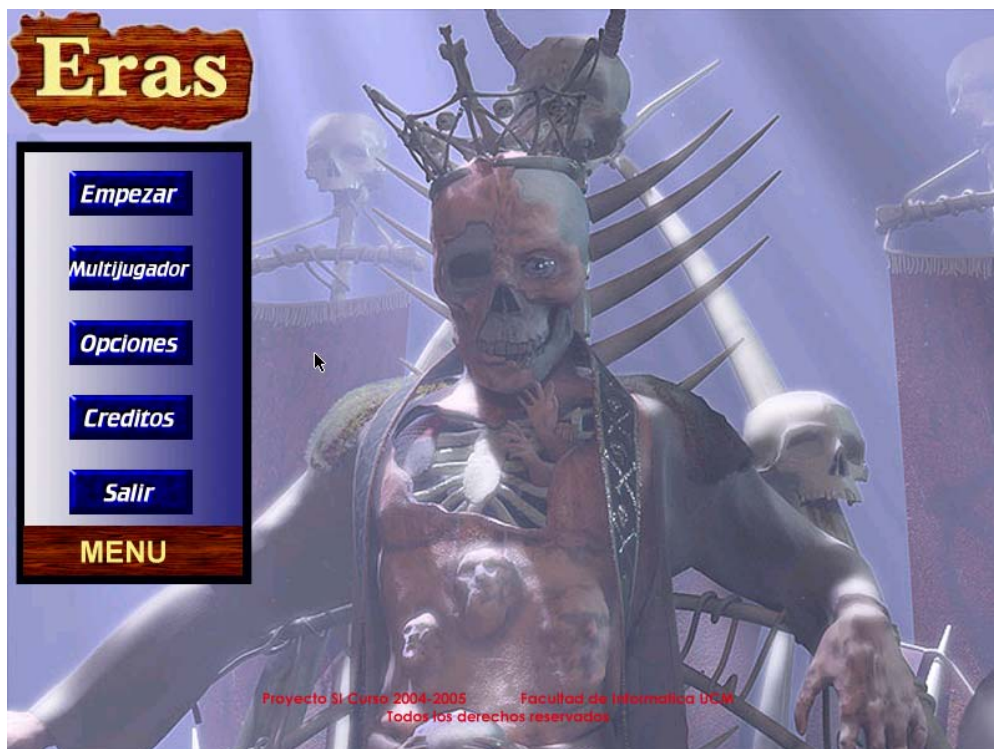 Eras
Empezar
Multijugador
Opciones
Creditos
Salir
MENU
Proyecto SI Curso 2004-2005 Facultad de Informatica UCM
Todos los derechos reservados